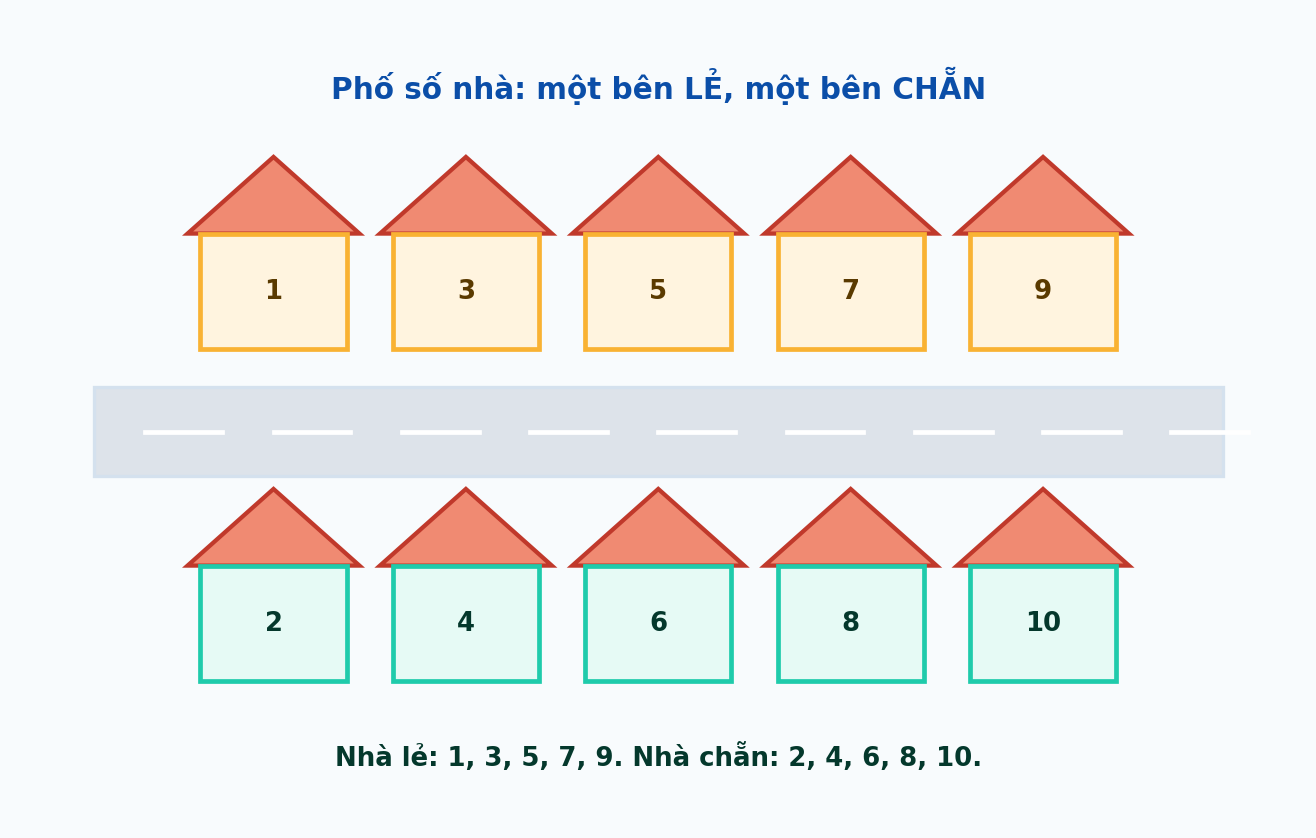 Phố số nhà: một bên LẺ, một bên CHẴN
1 3 5 7 9
2 4 6 8 10
Nhà lẻ: 1, 3, 5, 7, 9. Nhà chẵn: 2, 4, 6, 8, 10.